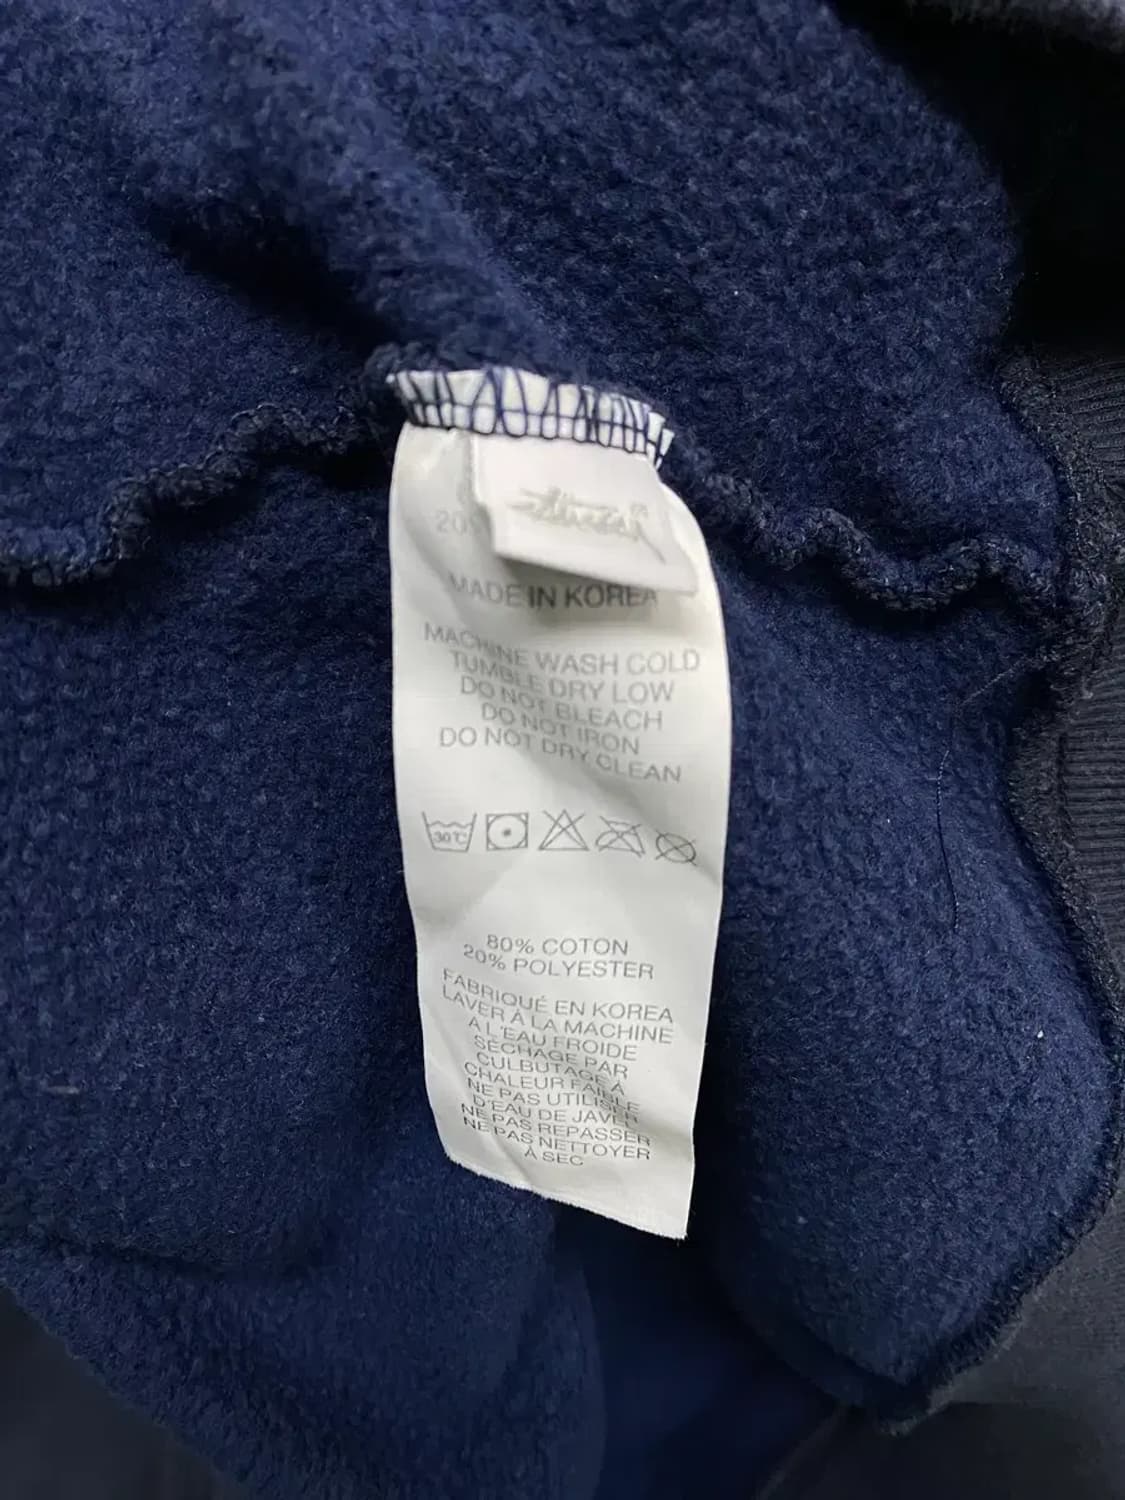 Stussy
20%
MADE IN KOREA
MACHINE WASH COLD
TUMBLE DRY LOW
DO NOT BLEACH
DO NOT IRON
DO NOT DRY CLEAN
30°C
80% COTON
20% POLYESTER
FABRIQUÉ EN KOREA
LAVER À LA MACHINE
À L'EAU FROIDE
SÉCHAGE PAR
CULBUTAGE À
CHALEUR FAIBLE
NE PAS UTILISER
D'EAU DE JAVEL
NE PAS REPASSER
NE PAS NETTOYER
À SEC